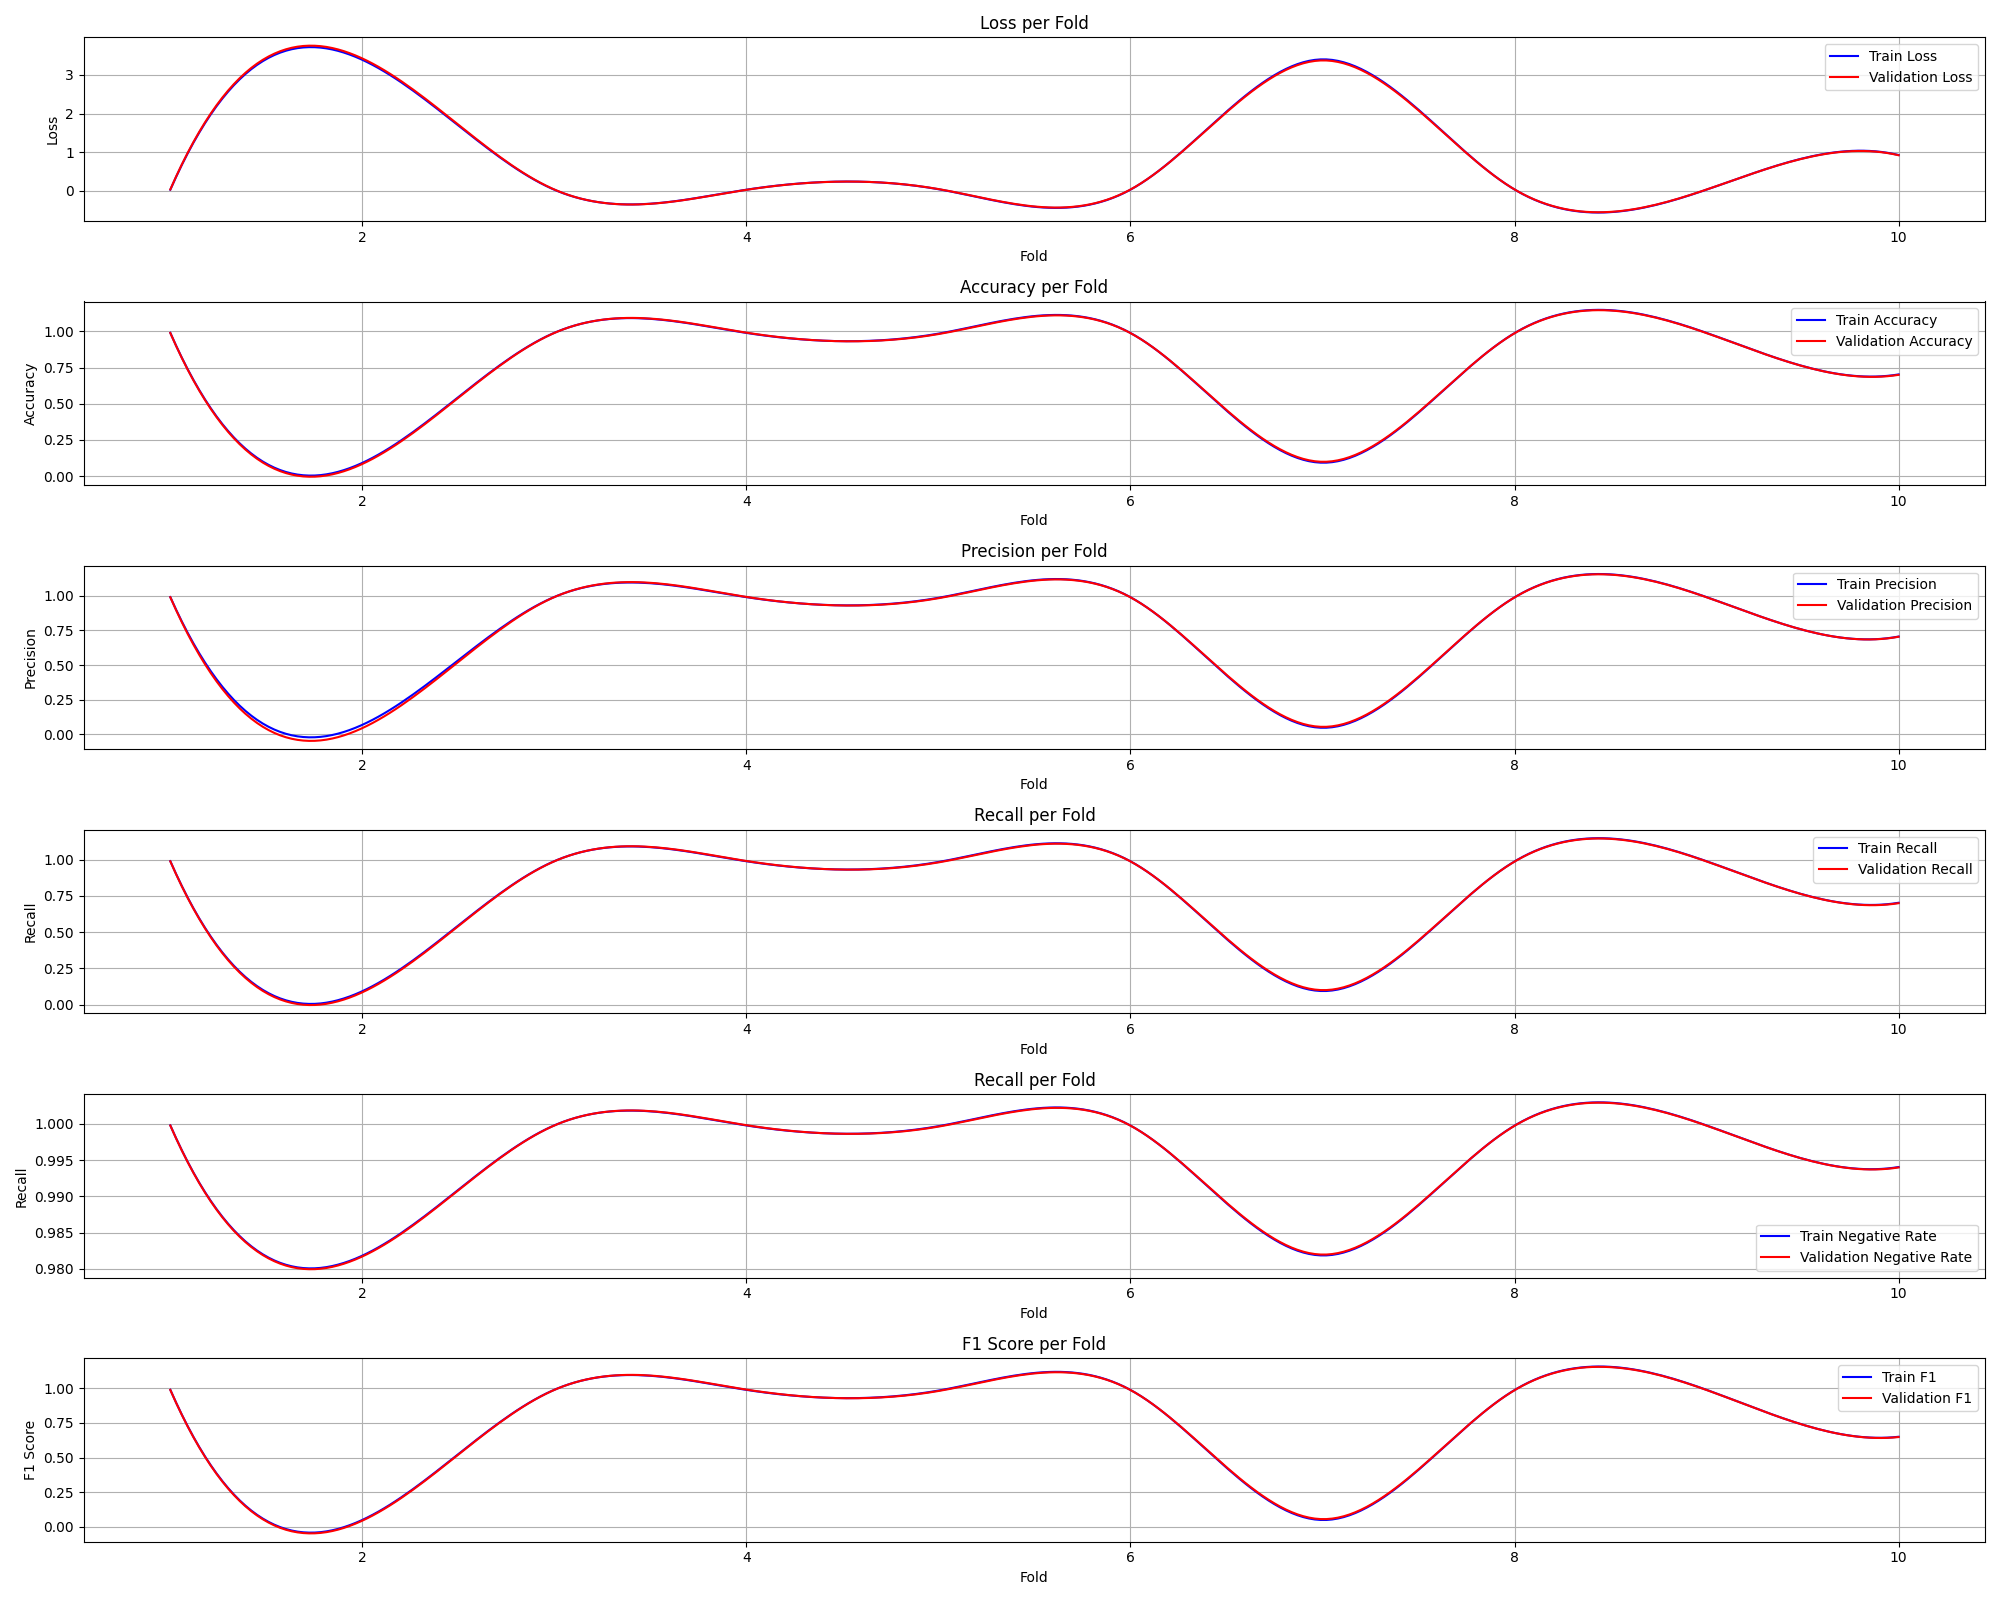 Loss per Fold
Train Loss
Validation Loss
Loss
3
2
1
0
2
4
6
8
10
Fold
Accuracy per Fold
Train Accuracy
Validation Accuracy
Accuracy
1.00
0.75
0.50
0.25
0.00
2
4
6
8
10
Fold
Precision per Fold
Train Precision
Validation Precision
Precision
1.00
0.75
0.50
0.25
0.00
2
4
6
8
10
Fold
Recall per Fold
Train Recall
Validation Recall
Recall
1.00
0.75
0.50
0.25
0.00
2
4
6
8
10
Fold
Recall per Fold
Recall
1.000
0.995
0.990
0.985
0.980
Train Negative Rate
Validation Negative Rate
2
4
6
8
10
Fold
F1 Score per Fold
Train F1
Validation F1
F1 Score
1.00
0.75
0.50
0.25
0.00
2
4
6
8
10
Fold